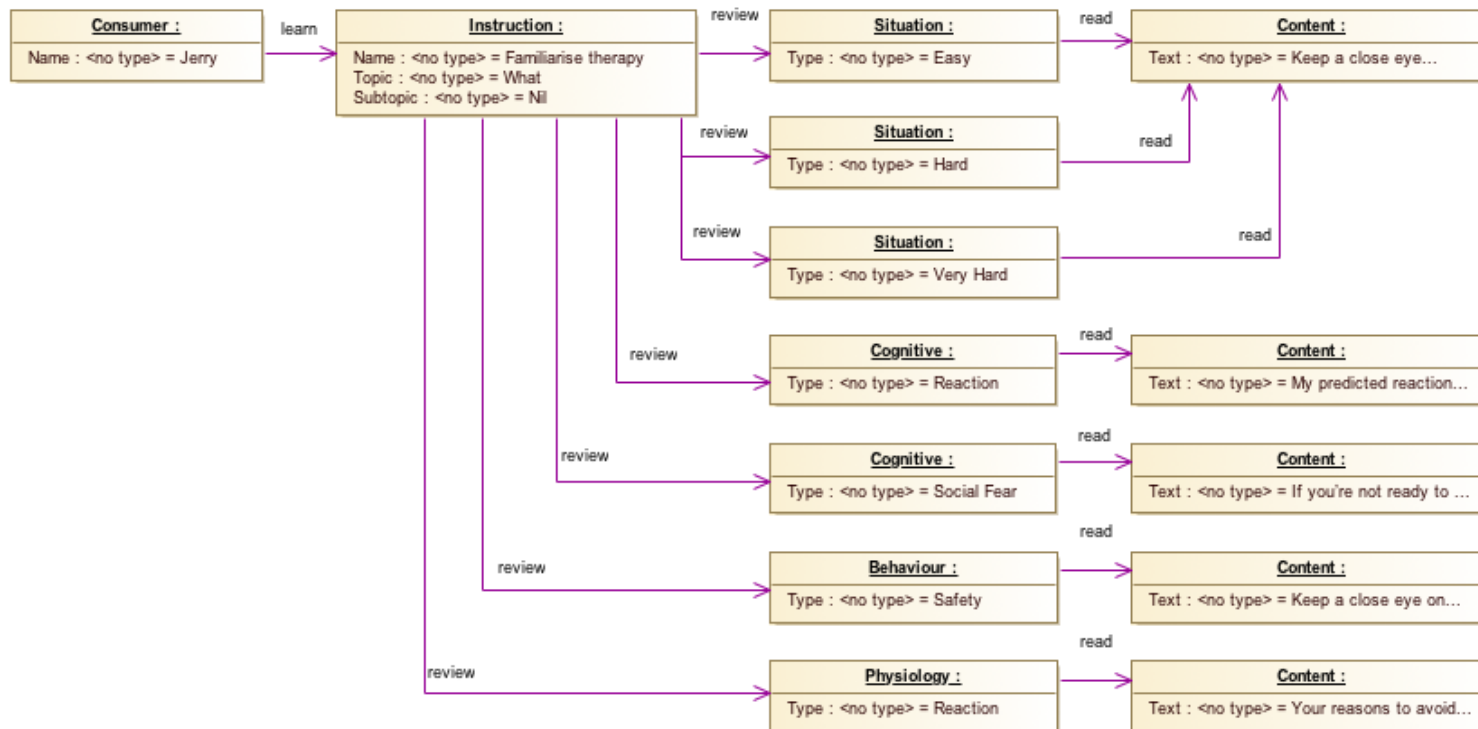 Consumer :
Name : <no type> = Jerry
learn
Instruction :
Name : <no type> = Familiarise therapy
Topic : <no type> = What
Subtopic : <no type> = Nil
review
Situation :
Type : <no type> = Easy
read
Content :
Text : <no type> = Keep a close eye...
review
Situation :
Type : <no type> = Hard
read
review
Situation :
Type : <no type> = Very Hard
read
review
Cognitive :
Type : <no type> = Reaction
read
Content :
Text : <no type> = My predicted reaction...
review
Cognitive :
Type : <no type> = Social Fear
read
Content :
Text : <no type> = If you're not ready to ...
review
Behaviour :
Type : <no type> = Safety
read
Content :
Text : <no type> = Keep a close eye on...
review
Physiology :
Type : <no type> = Reaction
read
Content :
Text : <no type> = Your reasons to avoid...